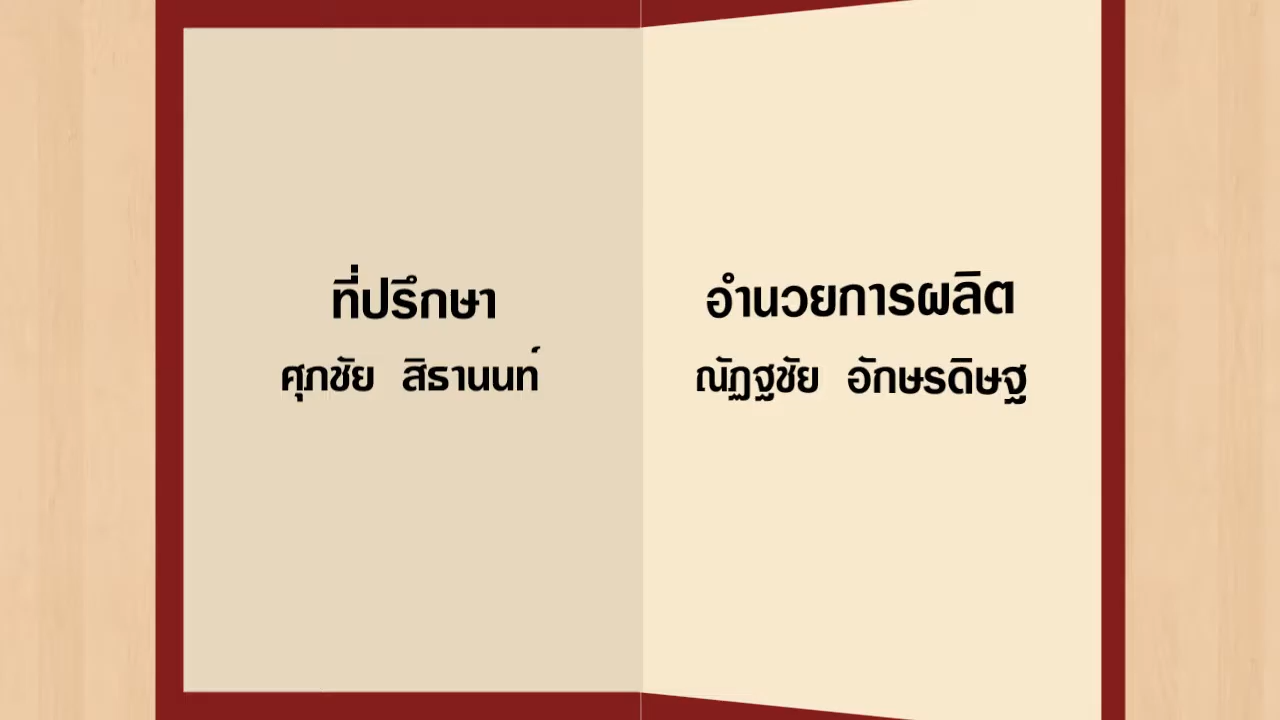 ที่ปรึกษา
ศุภชัย สิธานนท์
อำนวยการผลิต
ณัฏฐชัย อักษรดิษฐ